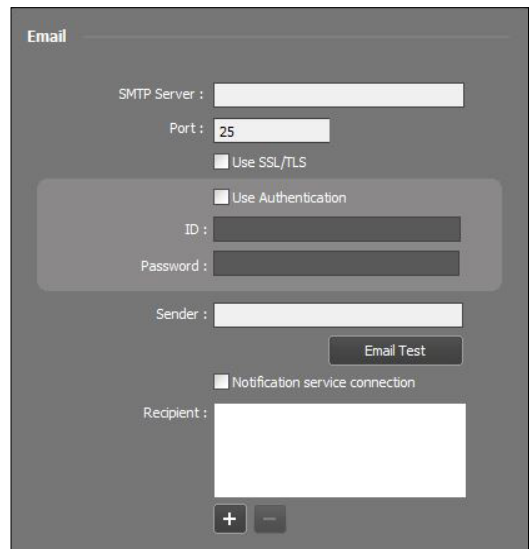 Email
SMTP Server :
Port : 25
Use SSL/TLS
Use Authentication
ID :
Password :
Sender :
Email Test
Notification service connection
Recipient :
+ −